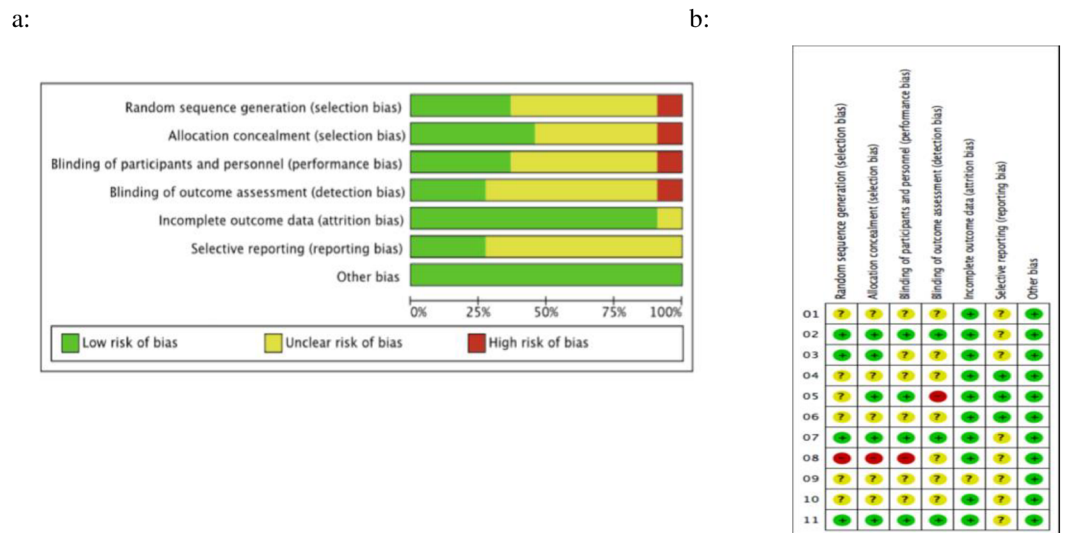 a:
b:
Random sequence generation (selection bias)
Allocation concealment (selection bias)
Blinding of participants and personnel (performance bias)
Blinding of outcome assessment (detection bias)
Incomplete outcome data (attrition bias)
Selective reporting (reporting bias)
Other bias
0% 25% 50% 75% 100%
Low risk of bias Unclear risk of bias High risk of bias
Random sequence generation (selection bias)
Allocation concealment (selection bias)
Blinding of participants and personnel (performance bias)
Blinding of outcome assessment (detection bias)
Incomplete outcome data (attrition bias)
Selective reporting (reporting bias)
Other bias
01 ? ? ? ? + ? +
02 + + + + + ? +
03 + + ? ? + ? +
04 ? ? ? ? + + +
05 ? + + - + + +
06 ? ? ? ? + + +
07 + + + + + ? +
08 - - - ? + ? +
09 ? ? ? ? ? ? +
10 ? ? ? ? + ? +
11 + + + + + ? +